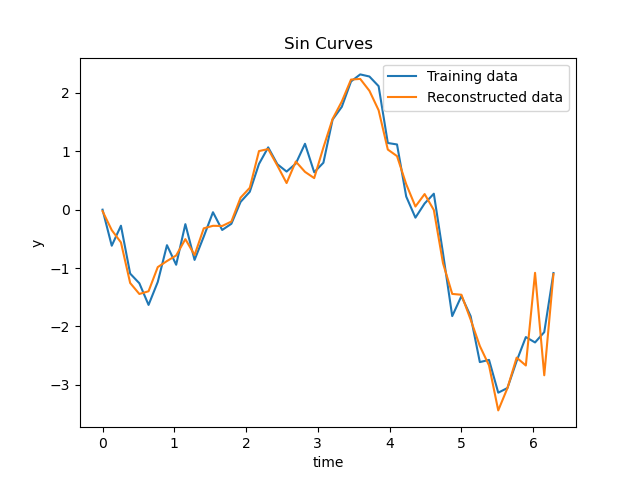 Sin Curves
Training data
Reconstructed data
2
1
0
−1
−2
−3
y
0 1 2 3 4 5 6
time